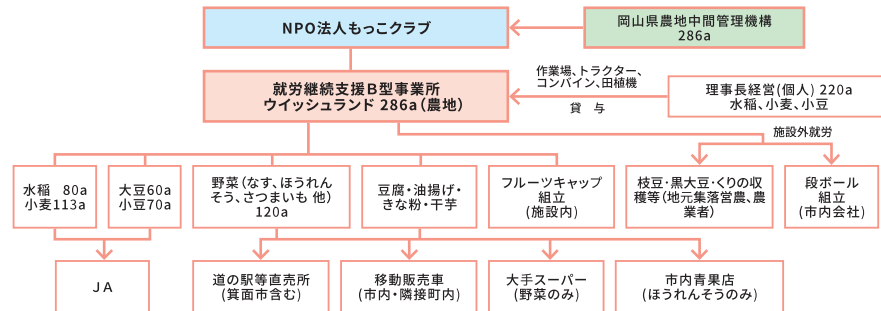 NPO法人もっこクラブ
岡山県農地中間管理機構
286a
就労継続支援B型事業所
ウイッシュランド 286a(農地)
作業場、トラクター、
コンバイン、田植機
貸 与
理事長経営(個人) 220a
水稲、小麦、小豆
施設外就労
水稲 80a
小麦113a
大豆60a
小豆70a
野菜(なす、ほうれん
そう、さつまいも 他)
120a
豆腐・油揚げ・
きな粉・干芋
フルーツキャップ
組立
(施設内)
枝豆・黒大豆・くりの収
穫等(地元集落営農、農
業者)
段ボール
組立
(市内会社)
JA
道の駅等直売所
(箕面市含む)
移動販売車
(市内・隣接町内)
大手スーパー
(野菜のみ)
市内青果店
(ほうれんそうのみ)